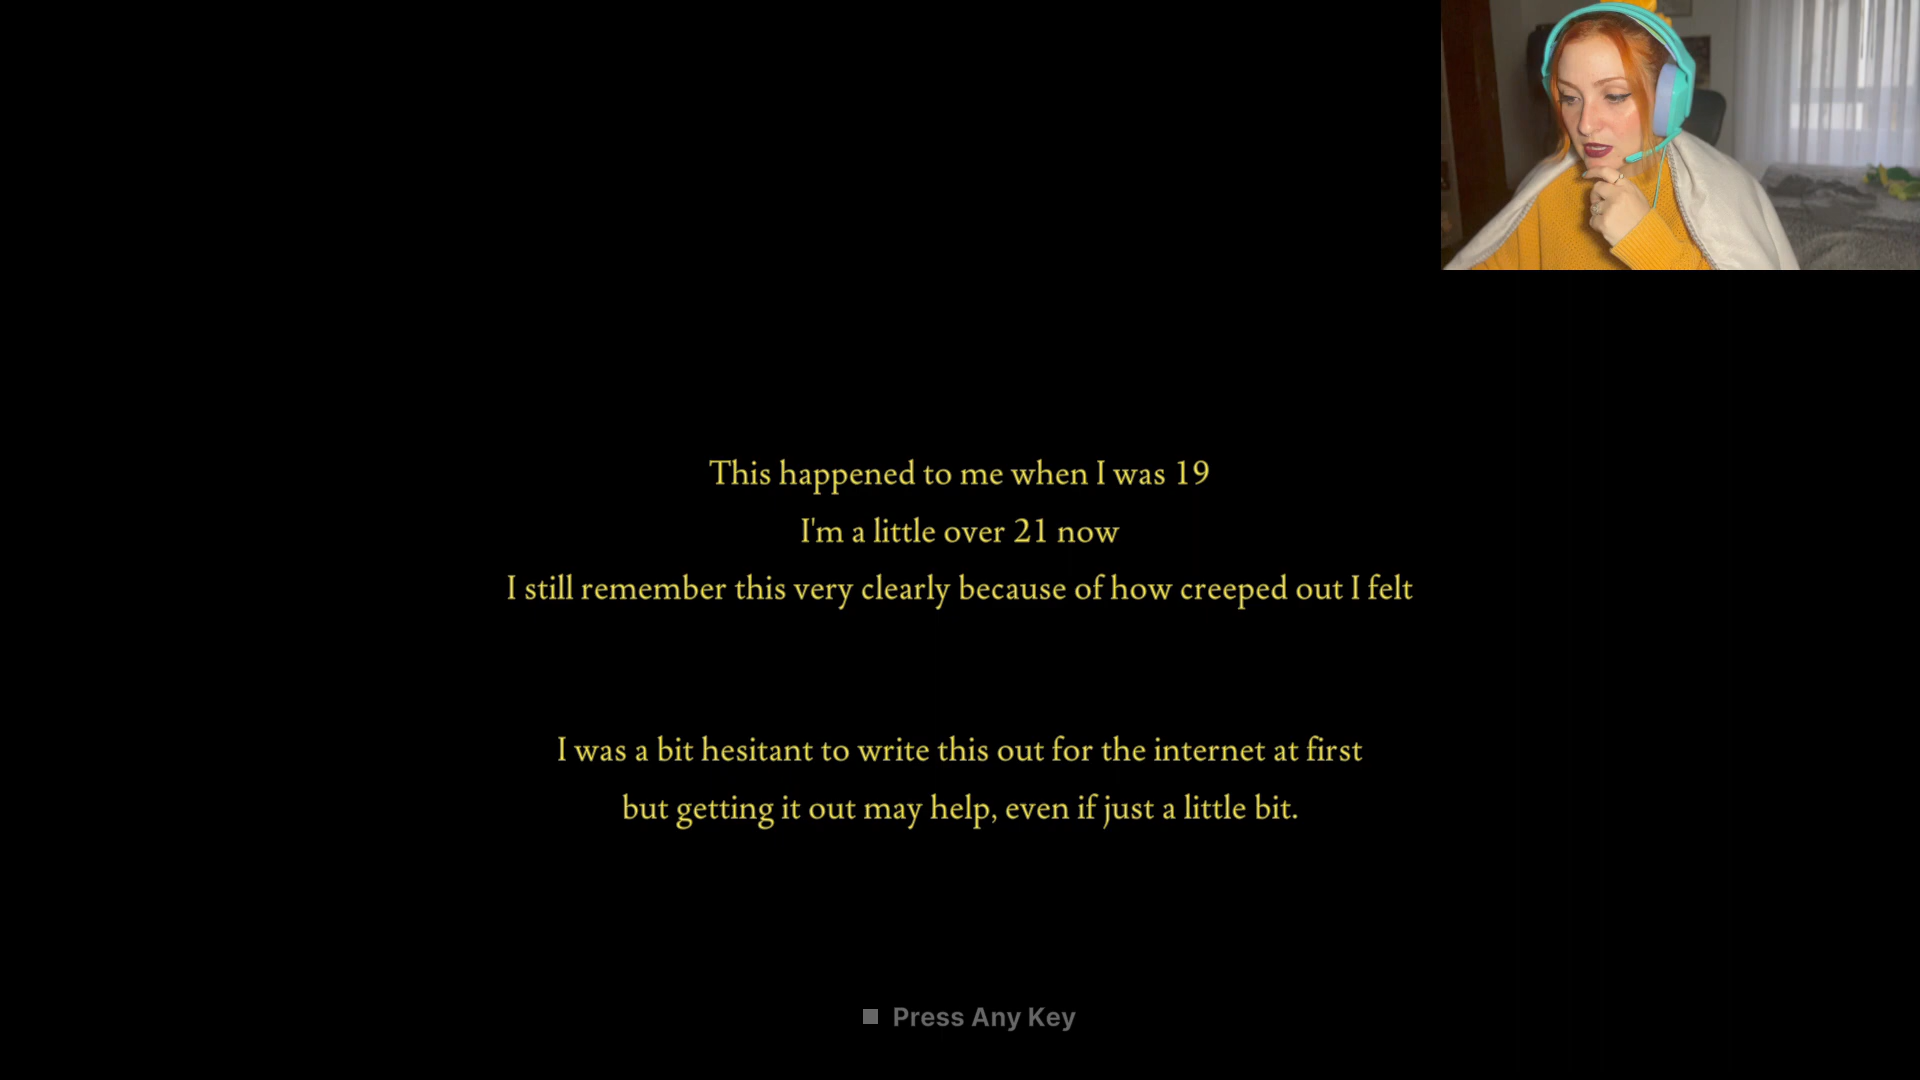 This happened to me when I was 19
I'm a little over 21 now
I still remember this very clearly because of how creeped out I felt
I was a bit hesitant to write this out for the internet at first
but getting it out may help, even if just a little bit.
Press Any Key